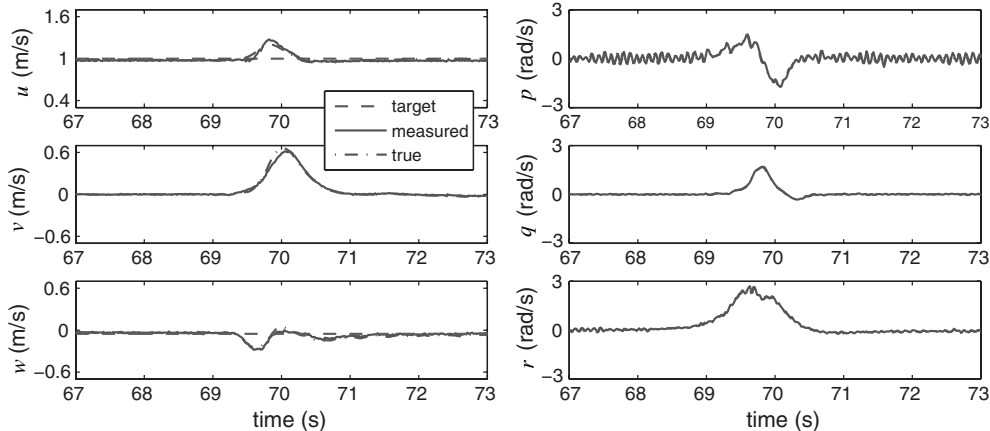 1.6
1
0.4
u (m/s)
67 68 69 70 71 72 73
target
measured
true
0.6
0
−0.6
v (m/s)
67 68 69 70 71 72 73
0.6
0
−0.6
w (m/s)
67 68 69 70 71 72 73
time (s)
3
0
−3
p (rad/s)
67 68 69 70 71 72 73
3
0
−3
q (rad/s)
67 68 69 70 71 72 73
3
0
−3
r (rad/s)
67 68 69 70 71 72 73
time (s)